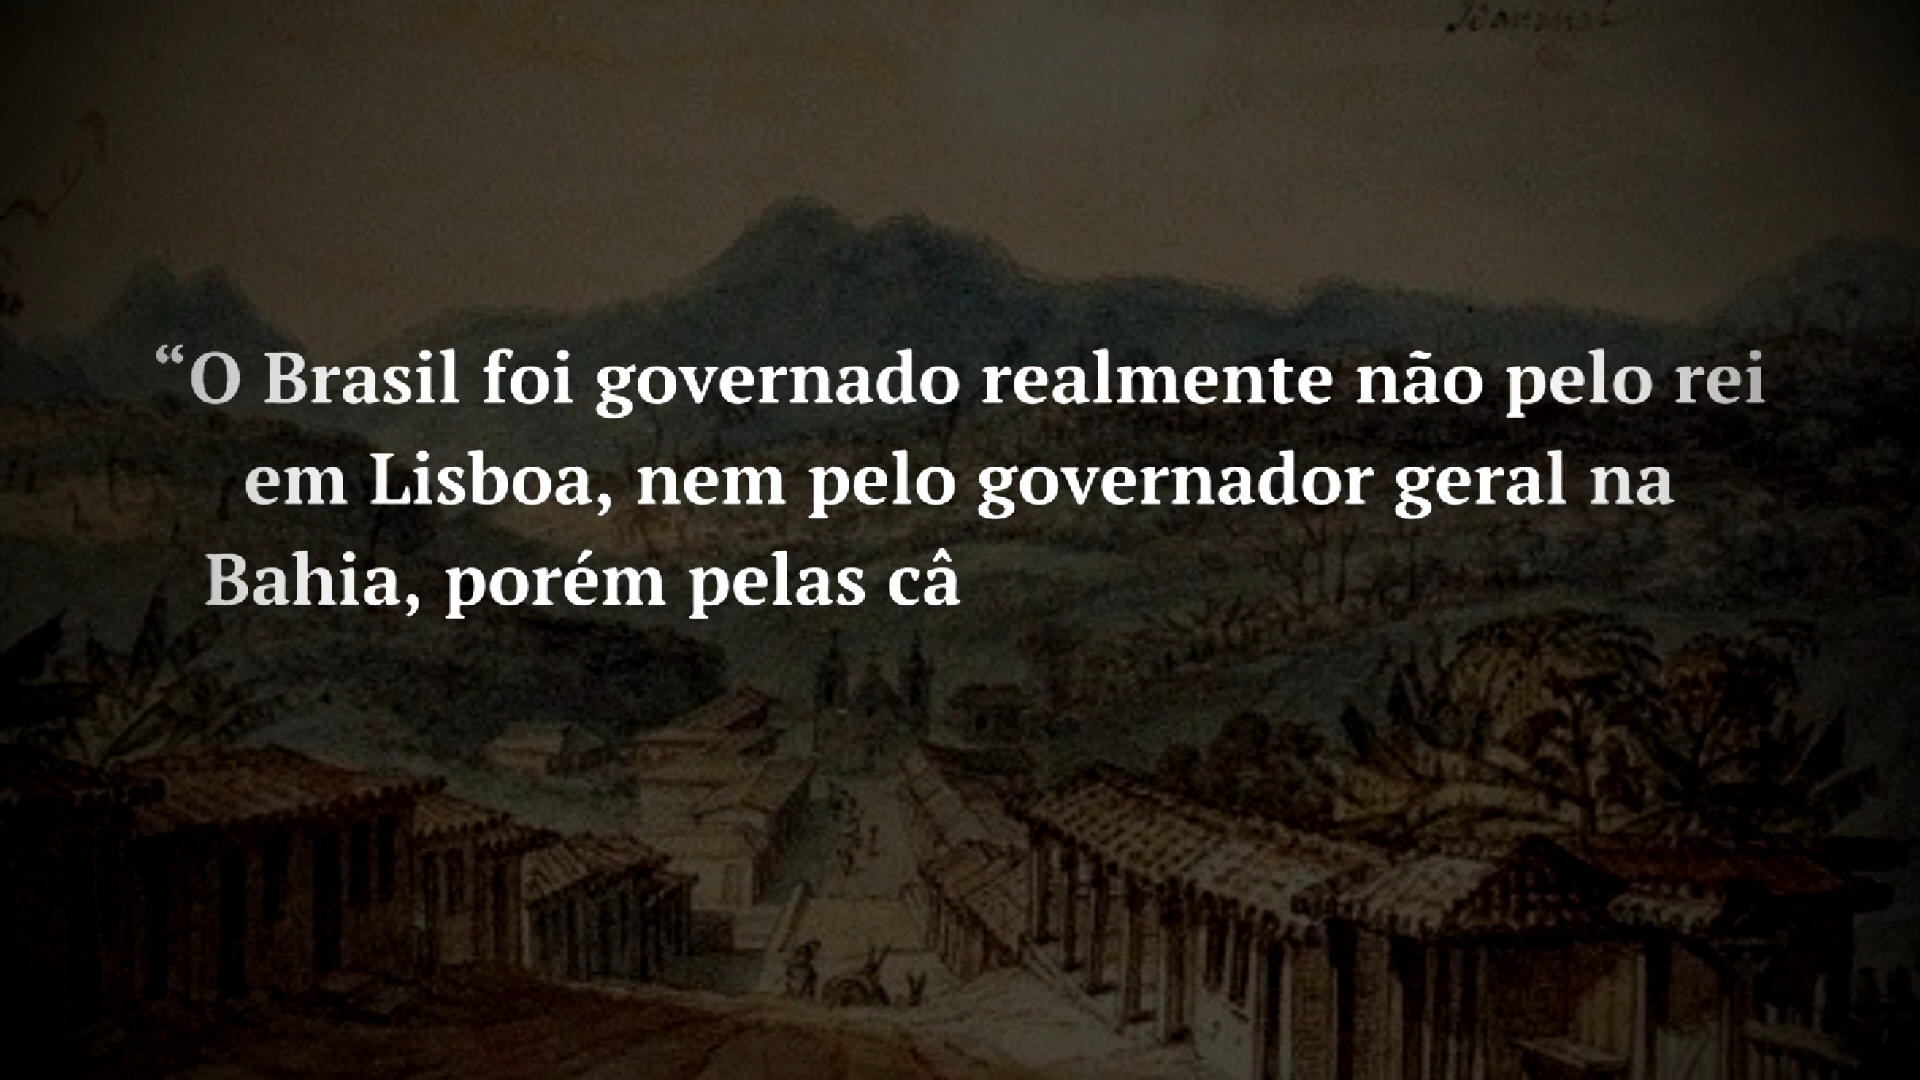 “O Brasil foi governado realmente não pelo rei
em Lisboa, nem pelo governador geral na
Bahia, porém pelas câ